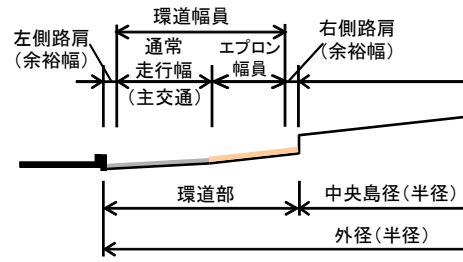 環道幅員
左側路肩
(余裕幅)
通常
走行幅
(主交通)
エプロン
幅員
右側路肩
(余裕幅)
環道部
中央島径(半径)
外径(半径)